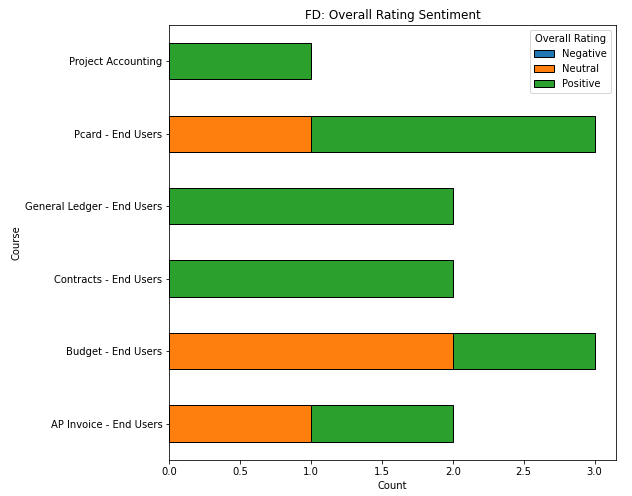 FD: Overall Rating Sentiment
Overall Rating
Negative
Neutral
Positive
Course
Project Accounting
Pcard - End Users
General Ledger - End Users
Contracts - End Users
Budget - End Users
AP Invoice - End Users
0.0 0.5 1.0 1.5 2.0 2.5 3.0
Count